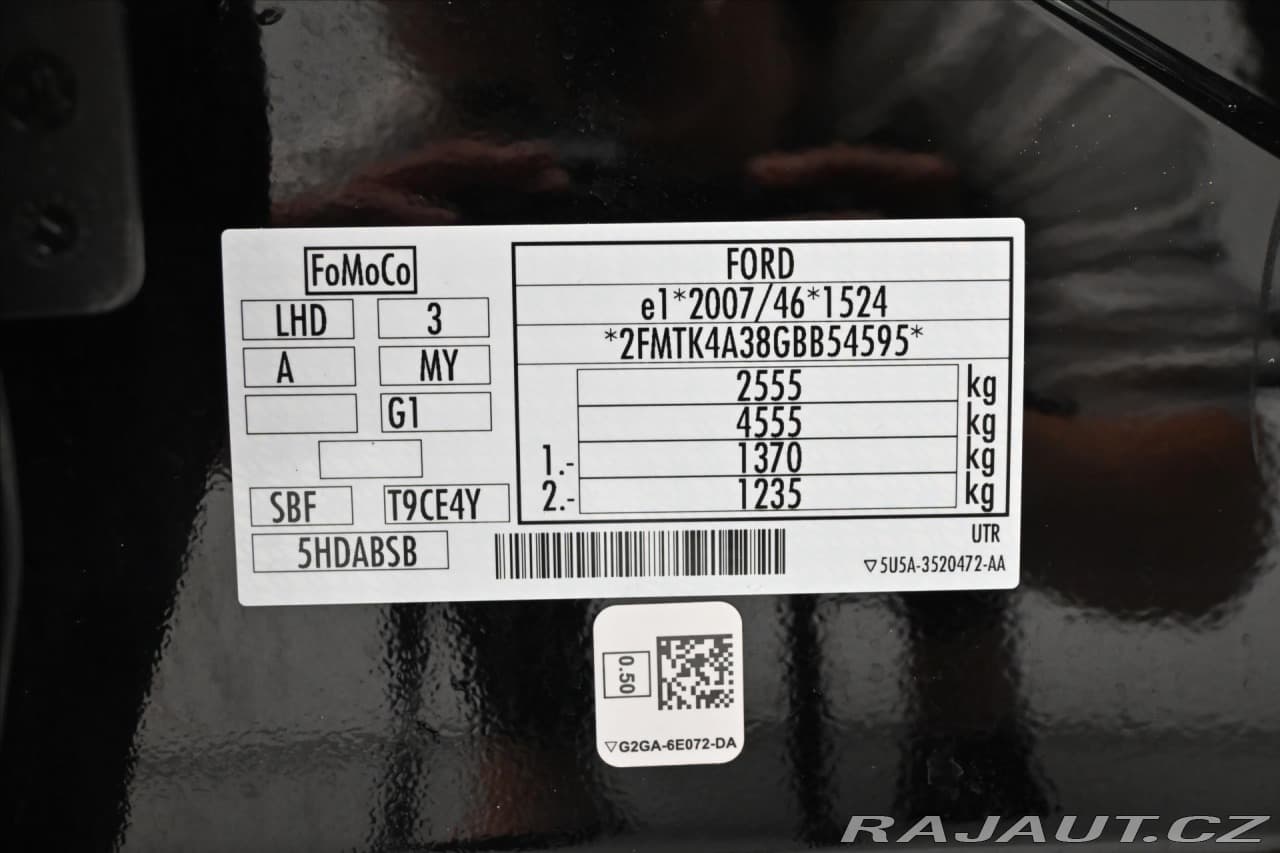 FoMoCo
LHD 3
A MY
G1
SBF T9CE4Y
5HDABSB
FORD
e1*2007/46*1524
*2FMTK4A38GBB54595*
2555 kg
4555 kg
1.- 1370 kg
2.- 1235 kg
UTR
▽5U5A-3520472-AA
0.50
▽G2GA-6E072-DA
RAJAUT.CZ